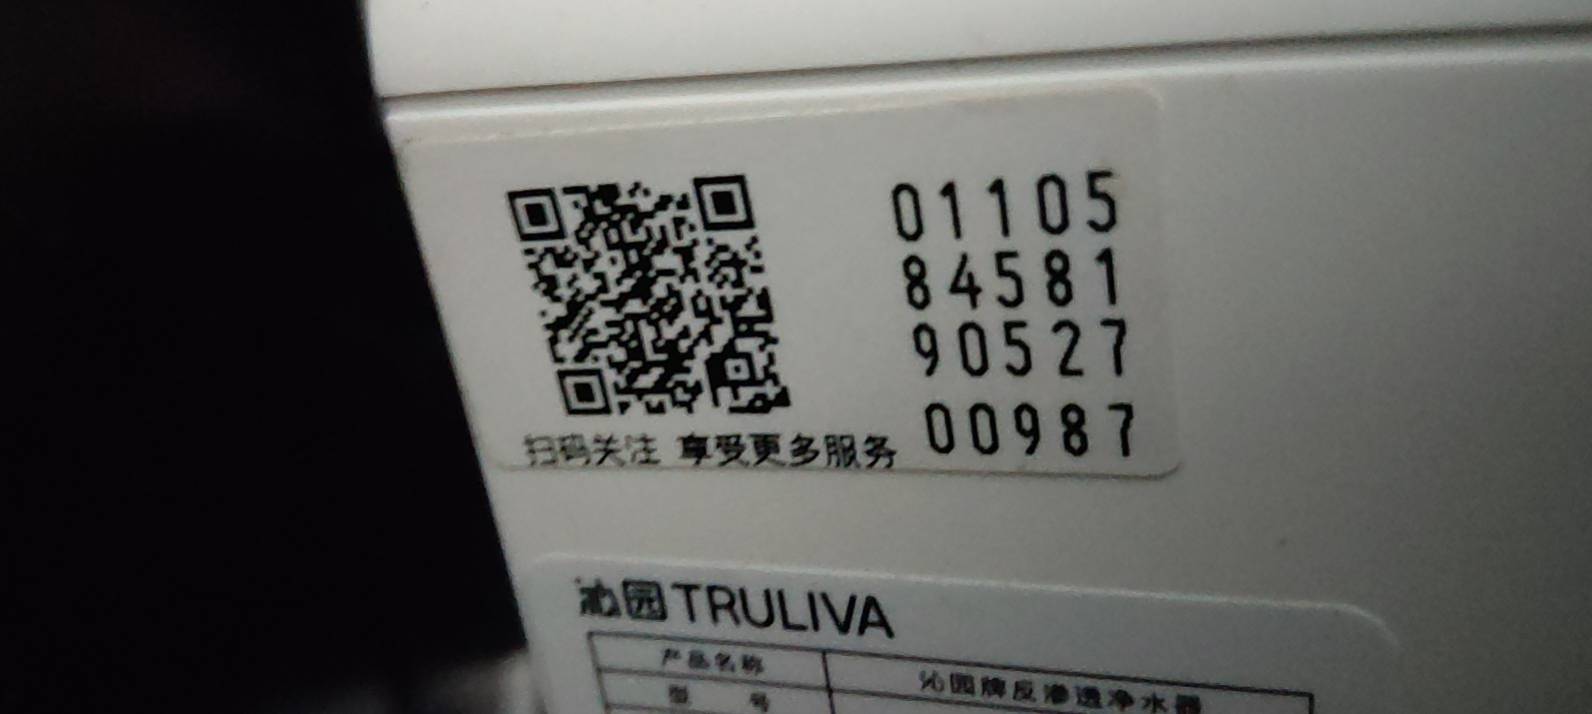 01105
84581
90527
00987
扫码关注 享受更多服务
沁园TRULIVA
产品名称 沁园牌反渗透净水器
型 号